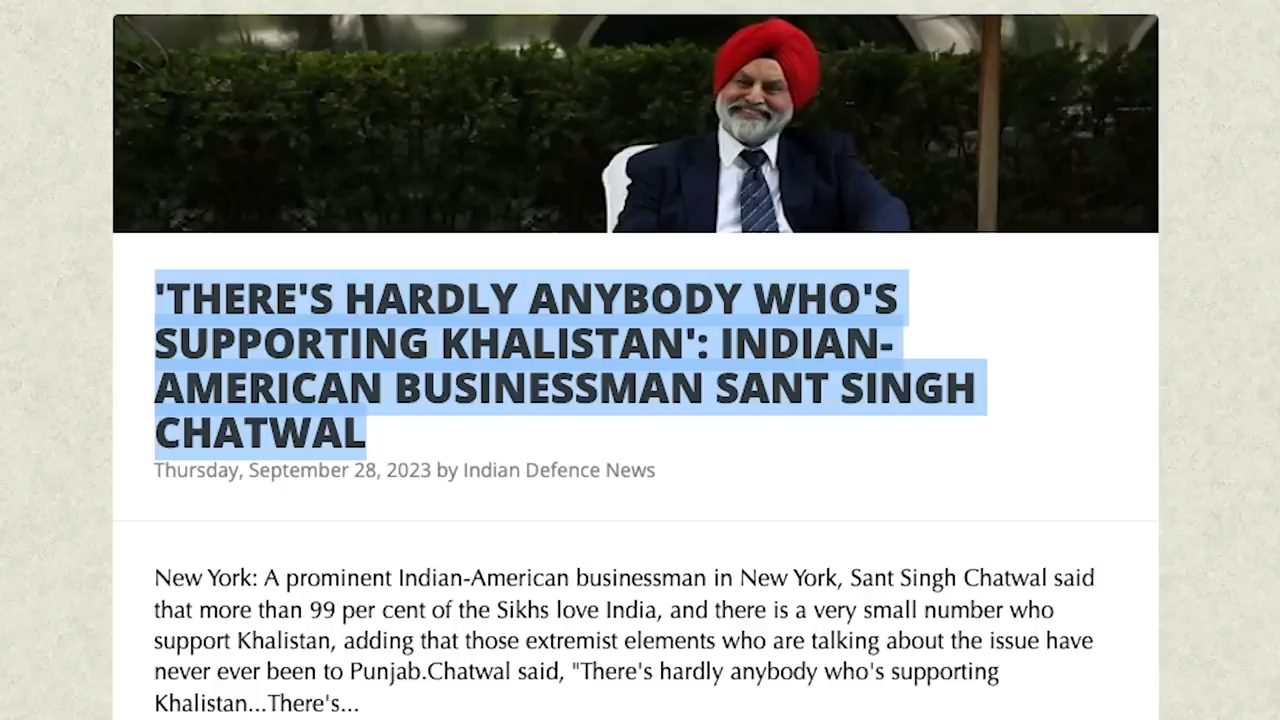 'THERE'S HARDLY ANYBODY WHO'S
SUPPORTING KHALISTAN': INDIAN-
AMERICAN BUSINESSMAN SANT SINGH
CHATWAL
Thursday, September 28, 2023 by Indian Defence News
New York: A prominent Indian-American businessman in New York, Sant Singh Chatwal said
that more than 99 per cent of the Sikhs love India, and there is a very small number who
support Khalistan, adding that those extremist elements who are talking about the issue have
never ever been to Punjab.Chatwal said, "There's hardly anybody who's supporting
Khalistan...There's...